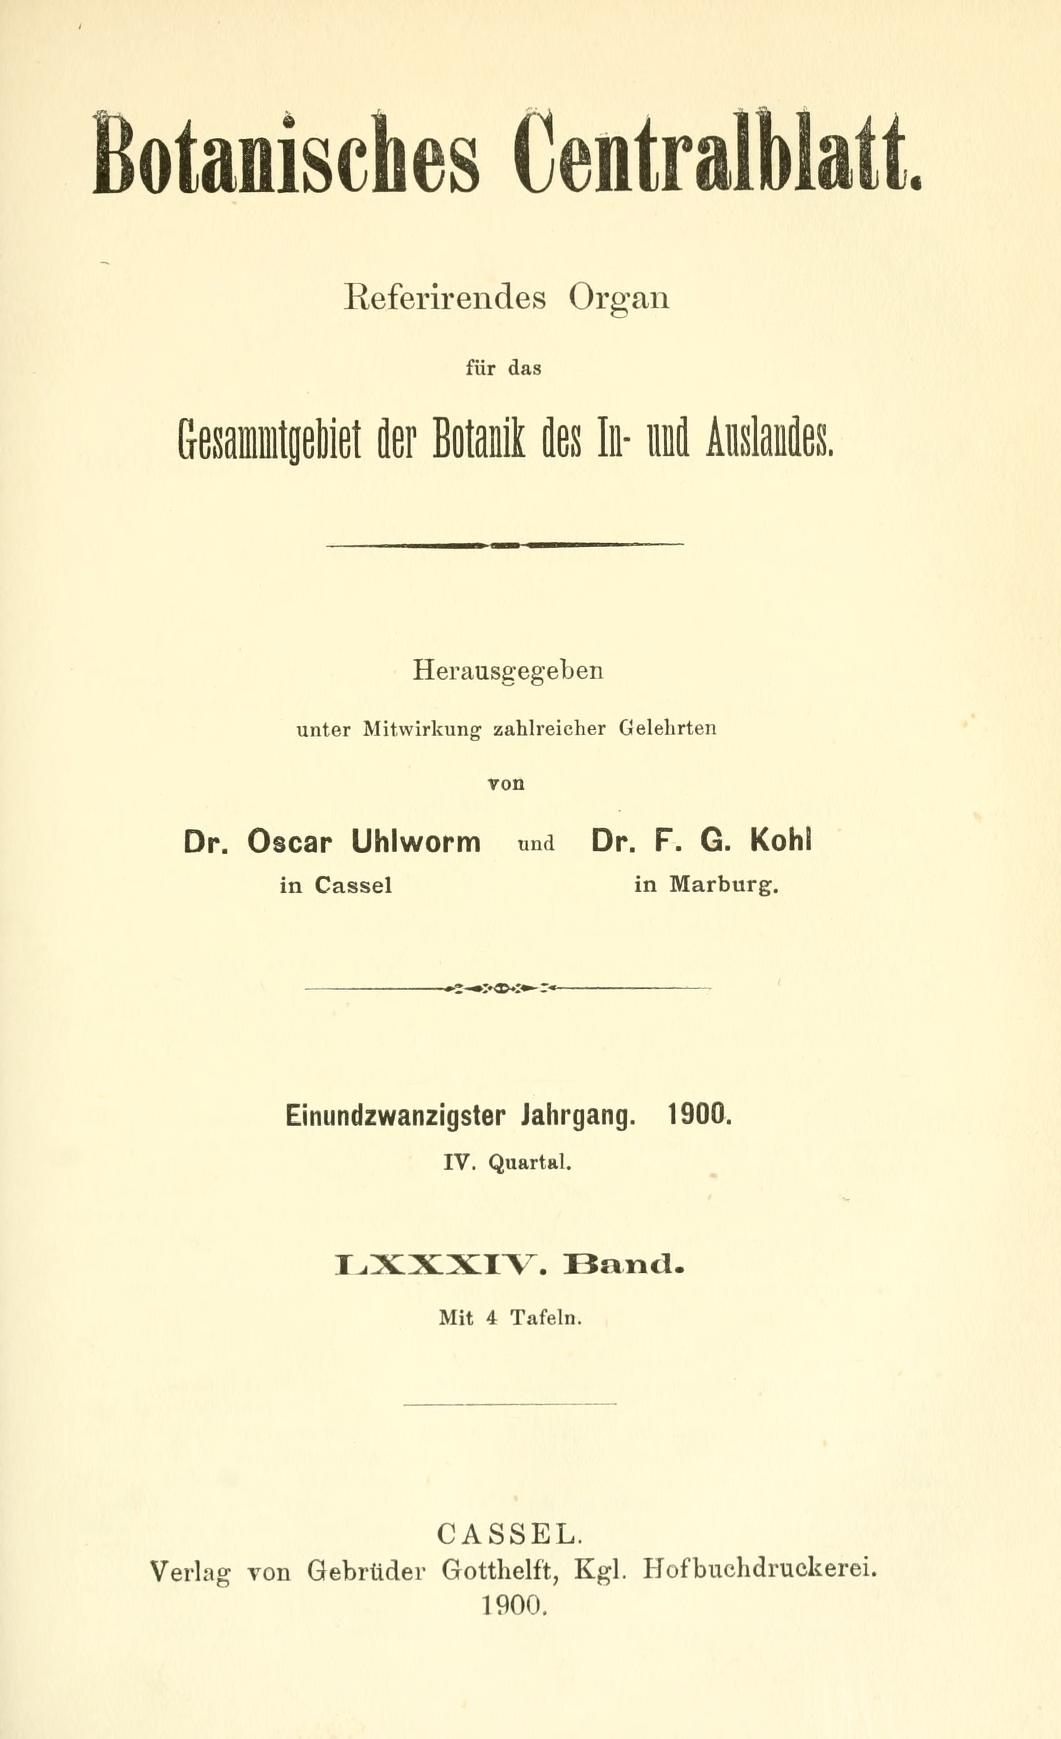 Botanisches Centralblatt.
Referirendes Organ
für das
Gesammtgebiet der Botanik des In- und Auslandes.
Herausgegeben
unter Mitwirkung zahlreicher Gelehrten
von
Dr. Oscar Uhlworm und Dr. F. G. Kohl
in Cassel in Marburg.
Einundzwanzigster Jahrgang. 1900.
IV. Quartal.
LXXXIV. Band.
Mit 4 Tafeln.
CASSEL.
Verlag von Gebrüder Gotthelft, Kgl. Hofbuchdruckerei.
1900.